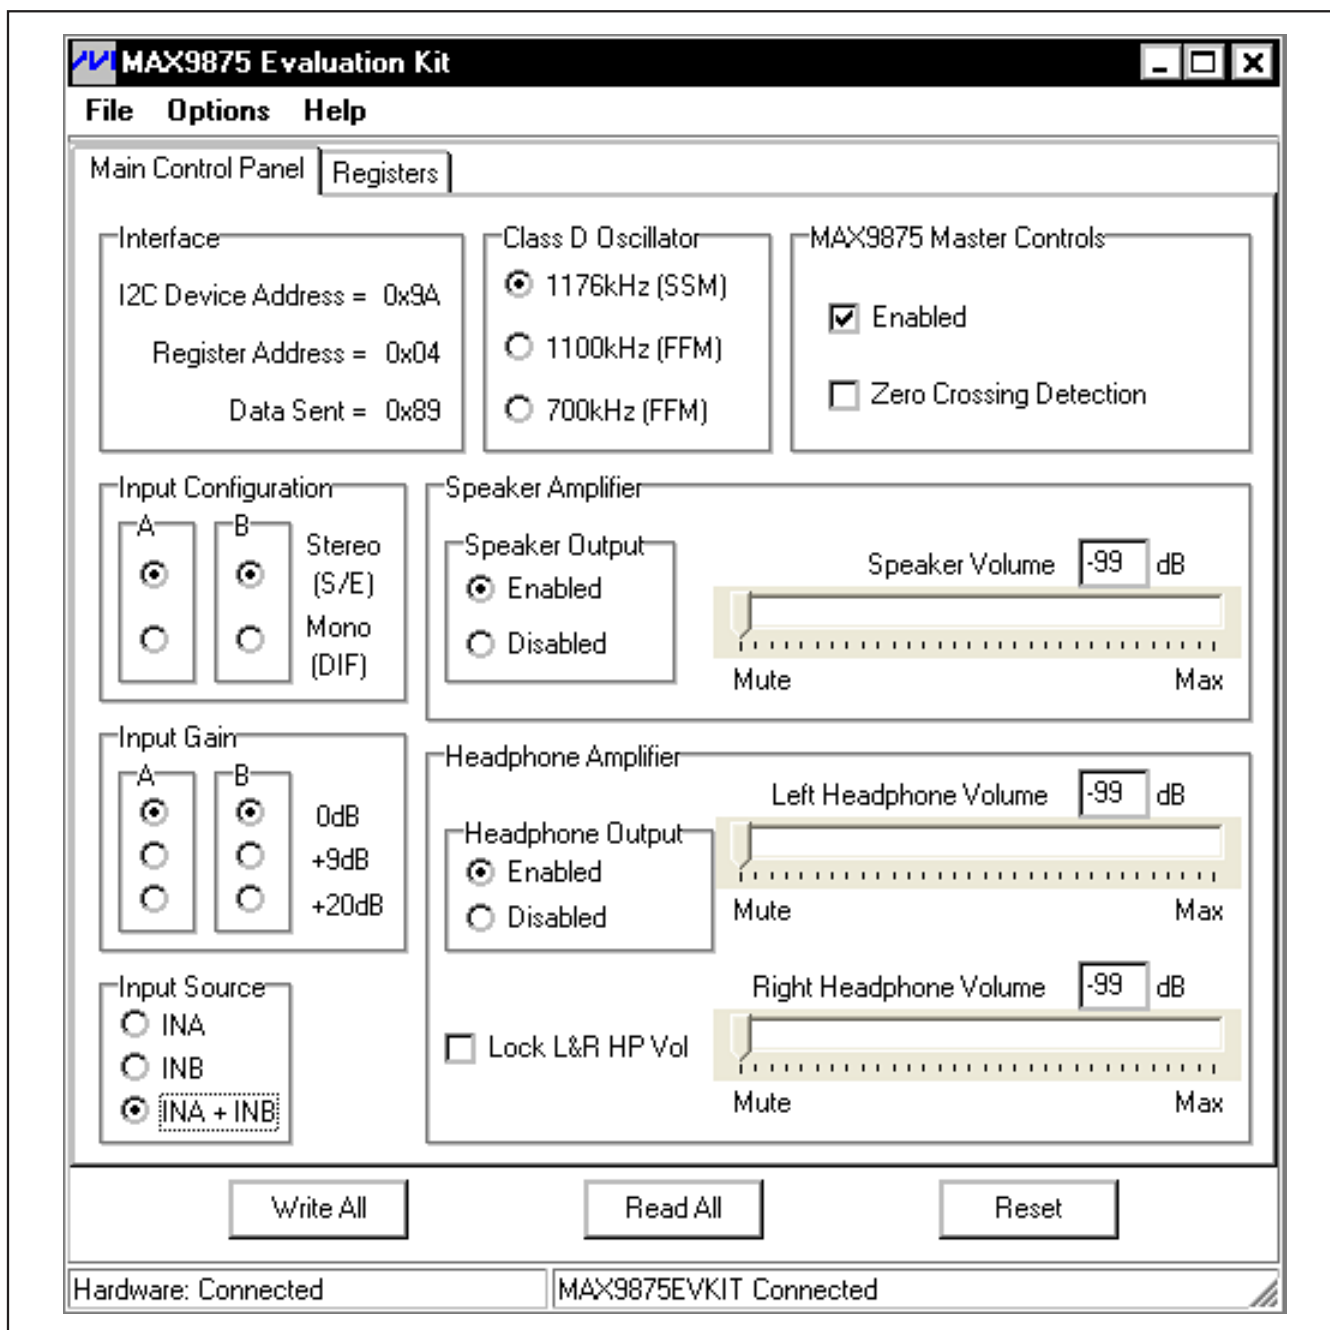 MAX9875 Evaluation Kit
File Options Help
Main Control Panel Registers
Interface
I2C Device Address = 0x9A
Register Address = 0x04
Data Sent = 0x89
Class D Oscillator
1176kHz (SSM)
1100kHz (FFM)
700kHz (FFM)
MAX9875 Master Controls
Enabled
Zero Crossing Detection
Input Configuration
A B
Stereo
(S/E)
Mono
(DIF)
Speaker Amplifier
Speaker Output
Enabled
Disabled
Speaker Volume -99 dB
Mute Max
Input Gain
A B
0dB
+9dB
+20dB
Headphone Amplifier
Headphone Output
Enabled
Disabled
Left Headphone Volume -99 dB
Mute Max
Lock L&R HP Vol
Right Headphone Volume -99 dB
Mute Max
Input Source
INA
INB
INA + INB
Write All Read All Reset
Hardware: Connected MAX9875EVKIT Connected